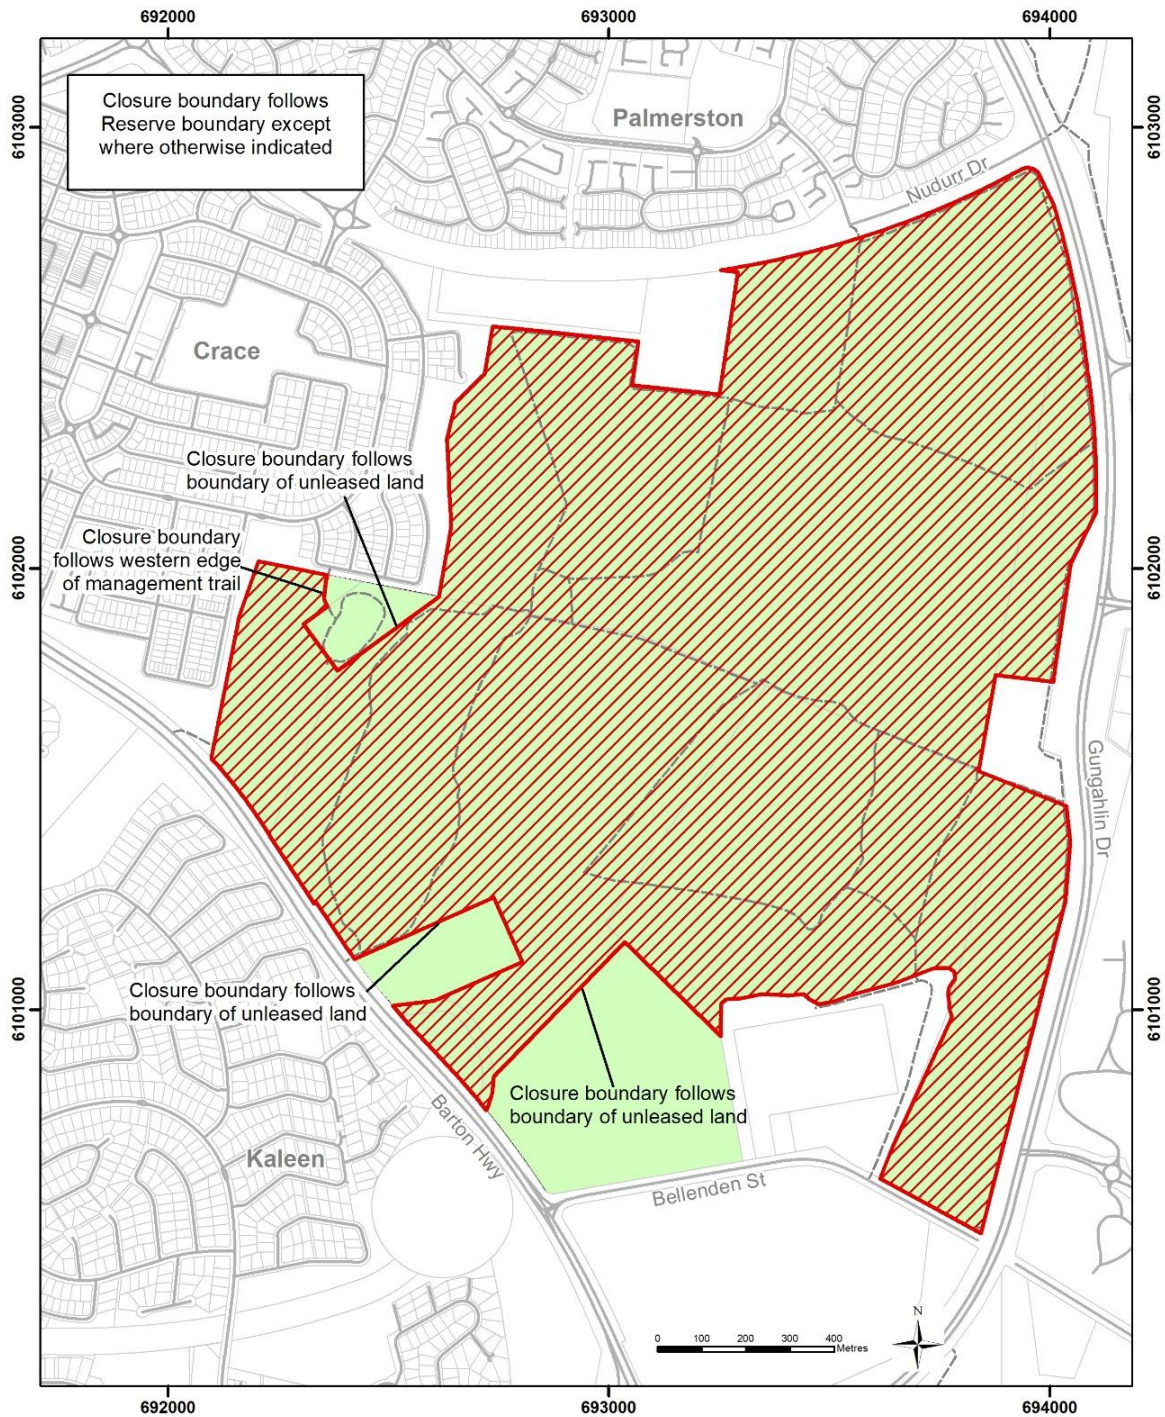 692000
693000
694000
Closure boundary follows
Reserve boundary except
where otherwise indicated
6103000
6103000
Palmerston
Nudurr Dr
Crace
Closure boundary follows
boundary of unleased land
Closure boundary
follows western edge
of management trail
6102000
6102000
Gungahlin Dr
Closure boundary follows
boundary of unleased land
6101000
6101000
Closure boundary follows
boundary of unleased land
Barton Hwy
Kaleen
Bellenden St
N
0 100 200 300 400
Metres
692000
693000
694000